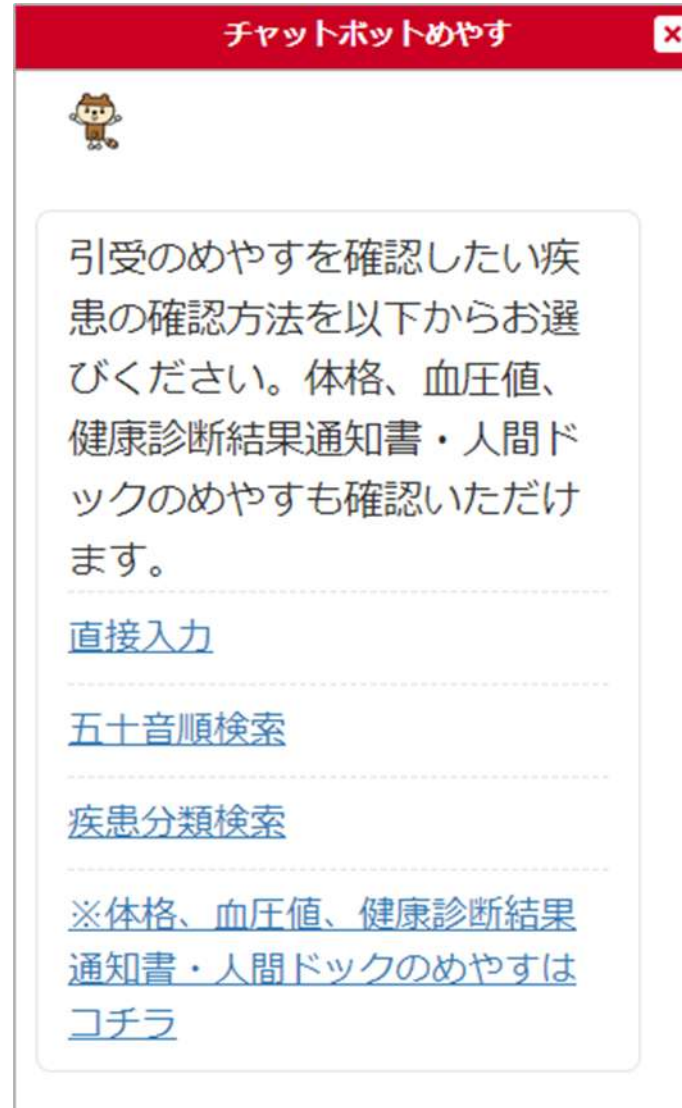 チャットボットめやす
引受のめやすを確認したい疾
患の確認方法を以下からお選
びください。体格、血圧値、
健康診断結果通知書・人間ド
ックのめやすも確認いただけ
ます。
直接入力
五十音順検索
疾患分類検索
※体格、血圧値、健康診断結果
通知書・人間ドックのめやすは
コチラ